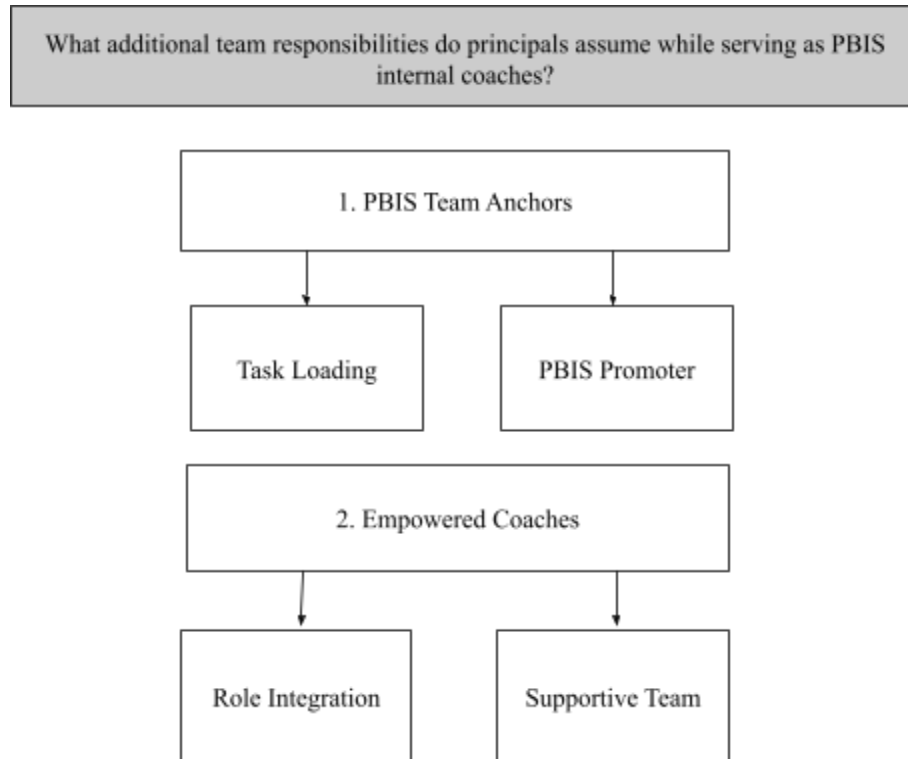 What additional team responsibilities do principals assume while serving as PBIS
internal coaches?
1. PBIS Team Anchors
Task Loading
PBIS Promoter
2. Empowered Coaches
Role Integration
Supportive Team